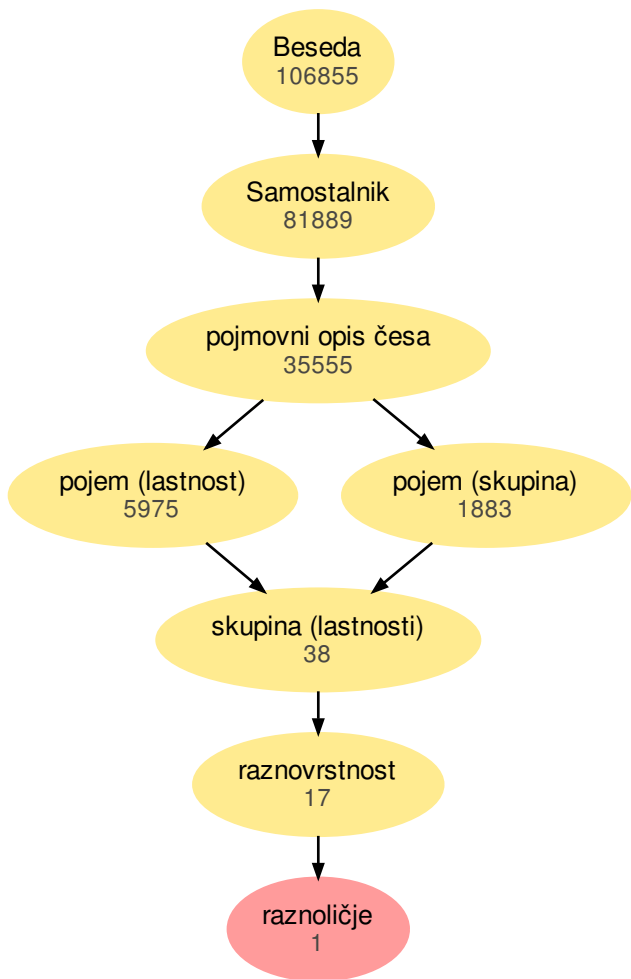 Beseda
106855
Samostalnik
81889
pojmovni opis česa
35555
pojem (lastnost)
5975
pojem (skupina)
1883
skupina (lastnosti)
38
raznovrstnost
17
raznoličje
1